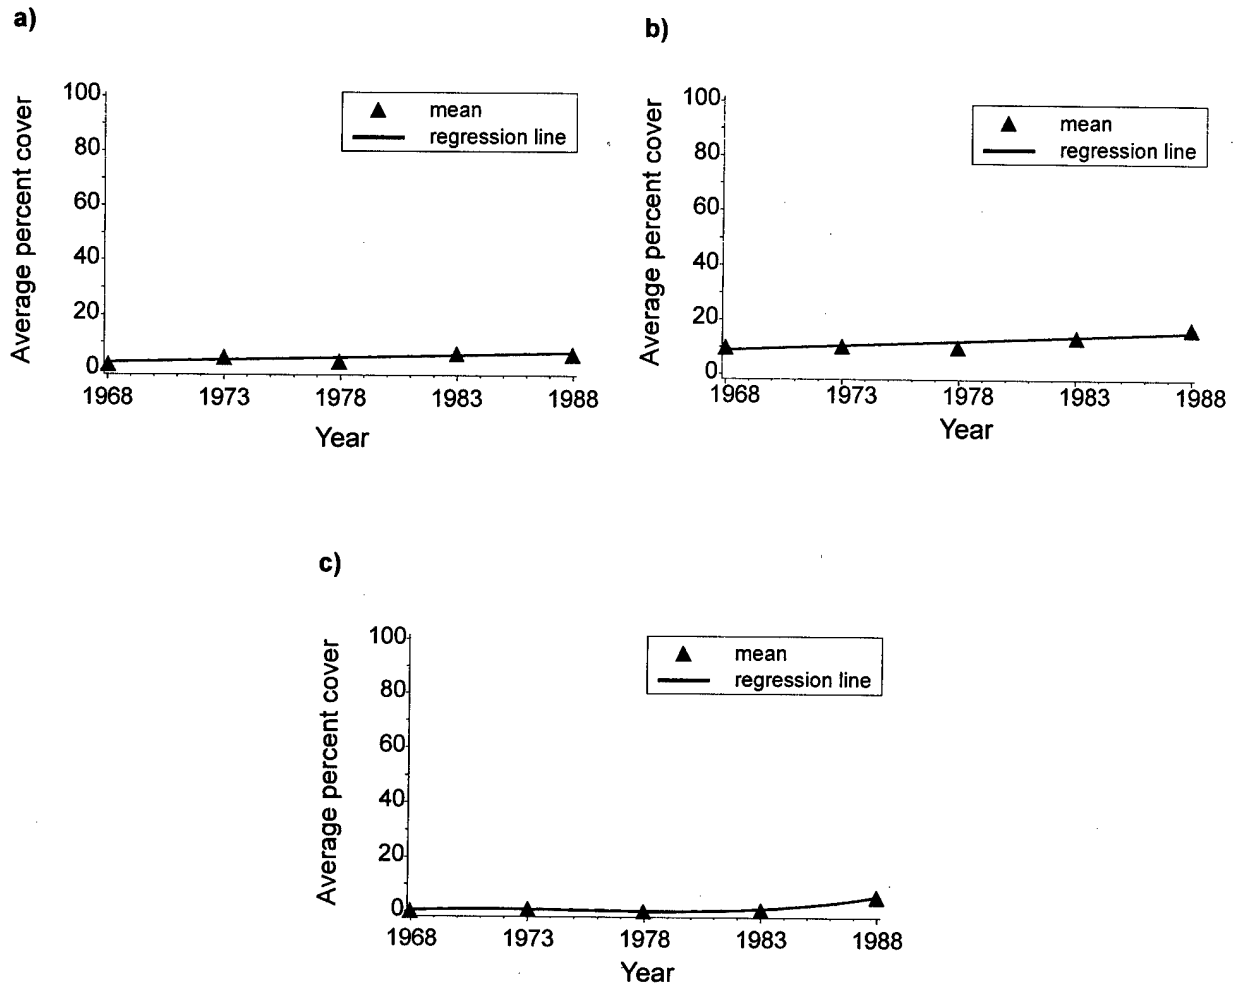 a)
100
80
60
40
20
0
Average percent cover
mean
regression line
1968 1973 1978 1983 1988
Year
b)
100
80
60
40
20
0
Average percent cover
mean
regression line
1968 1973 1978 1983 1988
Year
c)
100
80
60
40
20
0
Average percent cover
mean
regression line
1968 1973 1978 1983 1988
Year